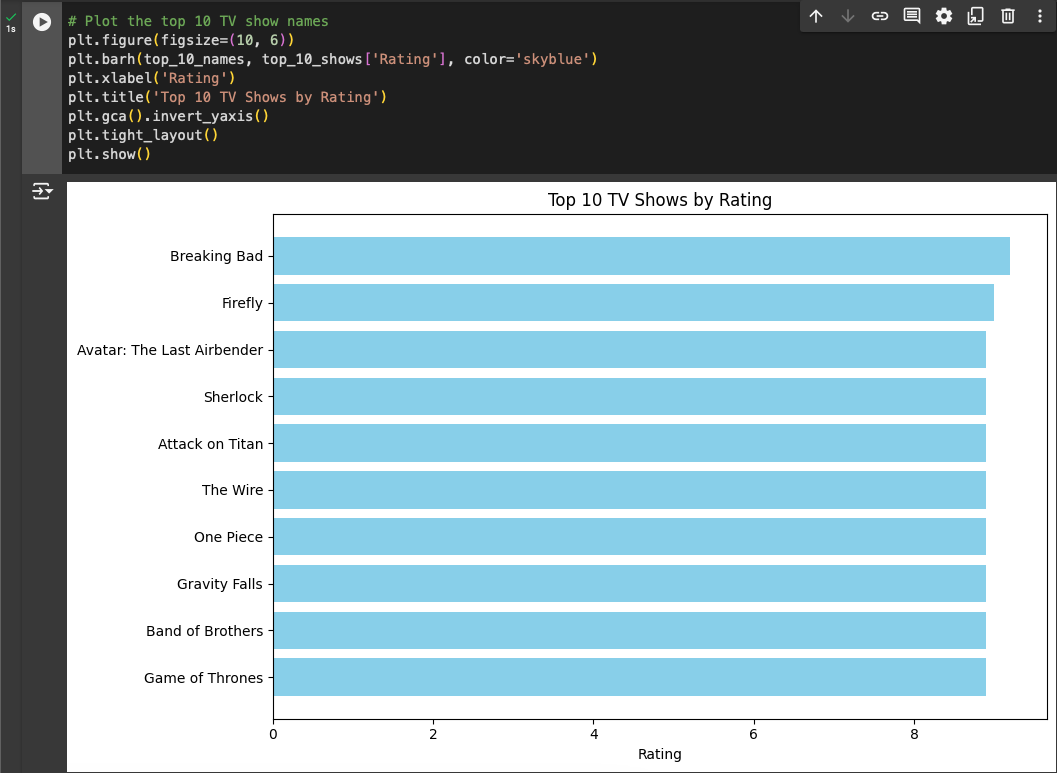 1s
# Plot the top 10 TV show names
plt.figure(figsize=(10, 6))
plt.barh(top_10_names, top_10_shows['Rating'], color='skyblue')
plt.xlabel('Rating')
plt.title('Top 10 TV Shows by Rating')
plt.gca().invert_yaxis()
plt.tight_layout()
plt.show()
Top 10 TV Shows by Rating
Breaking Bad
Firefly
Avatar: The Last Airbender
Sherlock
Attack on Titan
The Wire
One Piece
Gravity Falls
Band of Brothers
Game of Thrones
0 2 4 6 8
Rating